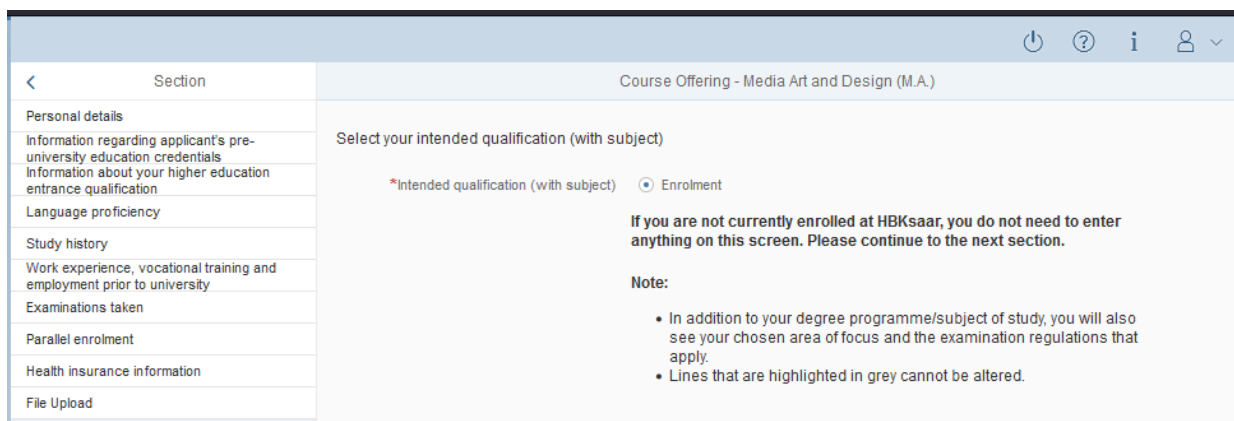 Section
Course Offering - Media Art and Design (M.A.)
Personal details
Information regarding applicant's pre-
university education credentials
Information about your higher education
entrance qualification
Language proficiency
Study history
Work experience, vocational training and
employment prior to university
Examinations taken
Parallel enrolment
Health insurance information
File Upload
Select your intended qualification (with subject)
*Intended qualification (with subject) Enrolment
If you are not currently enrolled at HBKsaar, you do not need to enter
anything on this screen. Please continue to the next section.
Note:
• In addition to your degree programme/subject of study, you will also
see your chosen area of focus and the examination regulations that
apply.
• Lines that are highlighted in grey cannot be altered.